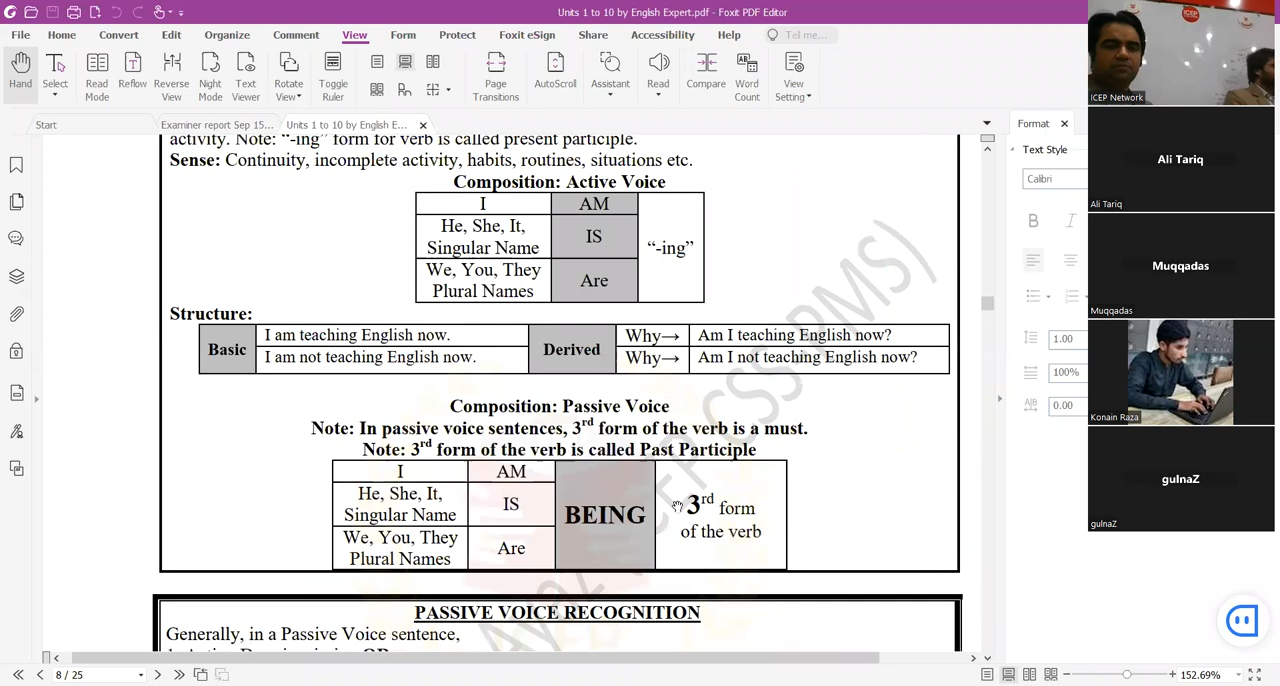 Units 1 to 10 by English Expert.pdf - Foxit PDF Editor
File Home Convert Edit Organize Comment View Form Protect Foxit eSign Share Accessibility Help Tell me...
Hand
Select
Read Mode
Reflow
Reverse View
Night Mode
Text Viewer
Rotate View
Toggle Ruler
Page Transitions
AutoScroll
Assistant
Read
Compare
Word Count
View Setting
Start
Examiner report Sep 15...
Units 1 to 10 by English E...
activity. Note: “-ing” form for verb is called present participle.
Sense: Continuity, incomplete activity, habits, routines, situations etc.
Composition: Active Voice
I AM
He, She, It, Singular Name IS
“-ing”
We, You, They Plural Names Are
Structure:
Basic
I am teaching English now.
I am not teaching English now.
Derived
Why→ Am I teaching English now?
Why→ Am I not teaching English now?
Composition: Passive Voice
Note: In passive voice sentences, 3rd form of the verb is a must.
Note: 3rd form of the verb is called Past Participle
I AM
He, She, It, Singular Name IS
We, You, They Plural Names Are
BEING
3rd form of the verb
PASSIVE VOICE RECOGNITION
Generally, in a Passive Voice sentence,
CSS PMS)
8 / 25
152.69%
Format
Text Style
Calibri
B I
1.00
100%
0.00
ICEP
ICEP Network
Ali Tariq
Ali Tariq
Muqqadas
Muqqadas
Konain Raza
gulnaZ
gulnaZ